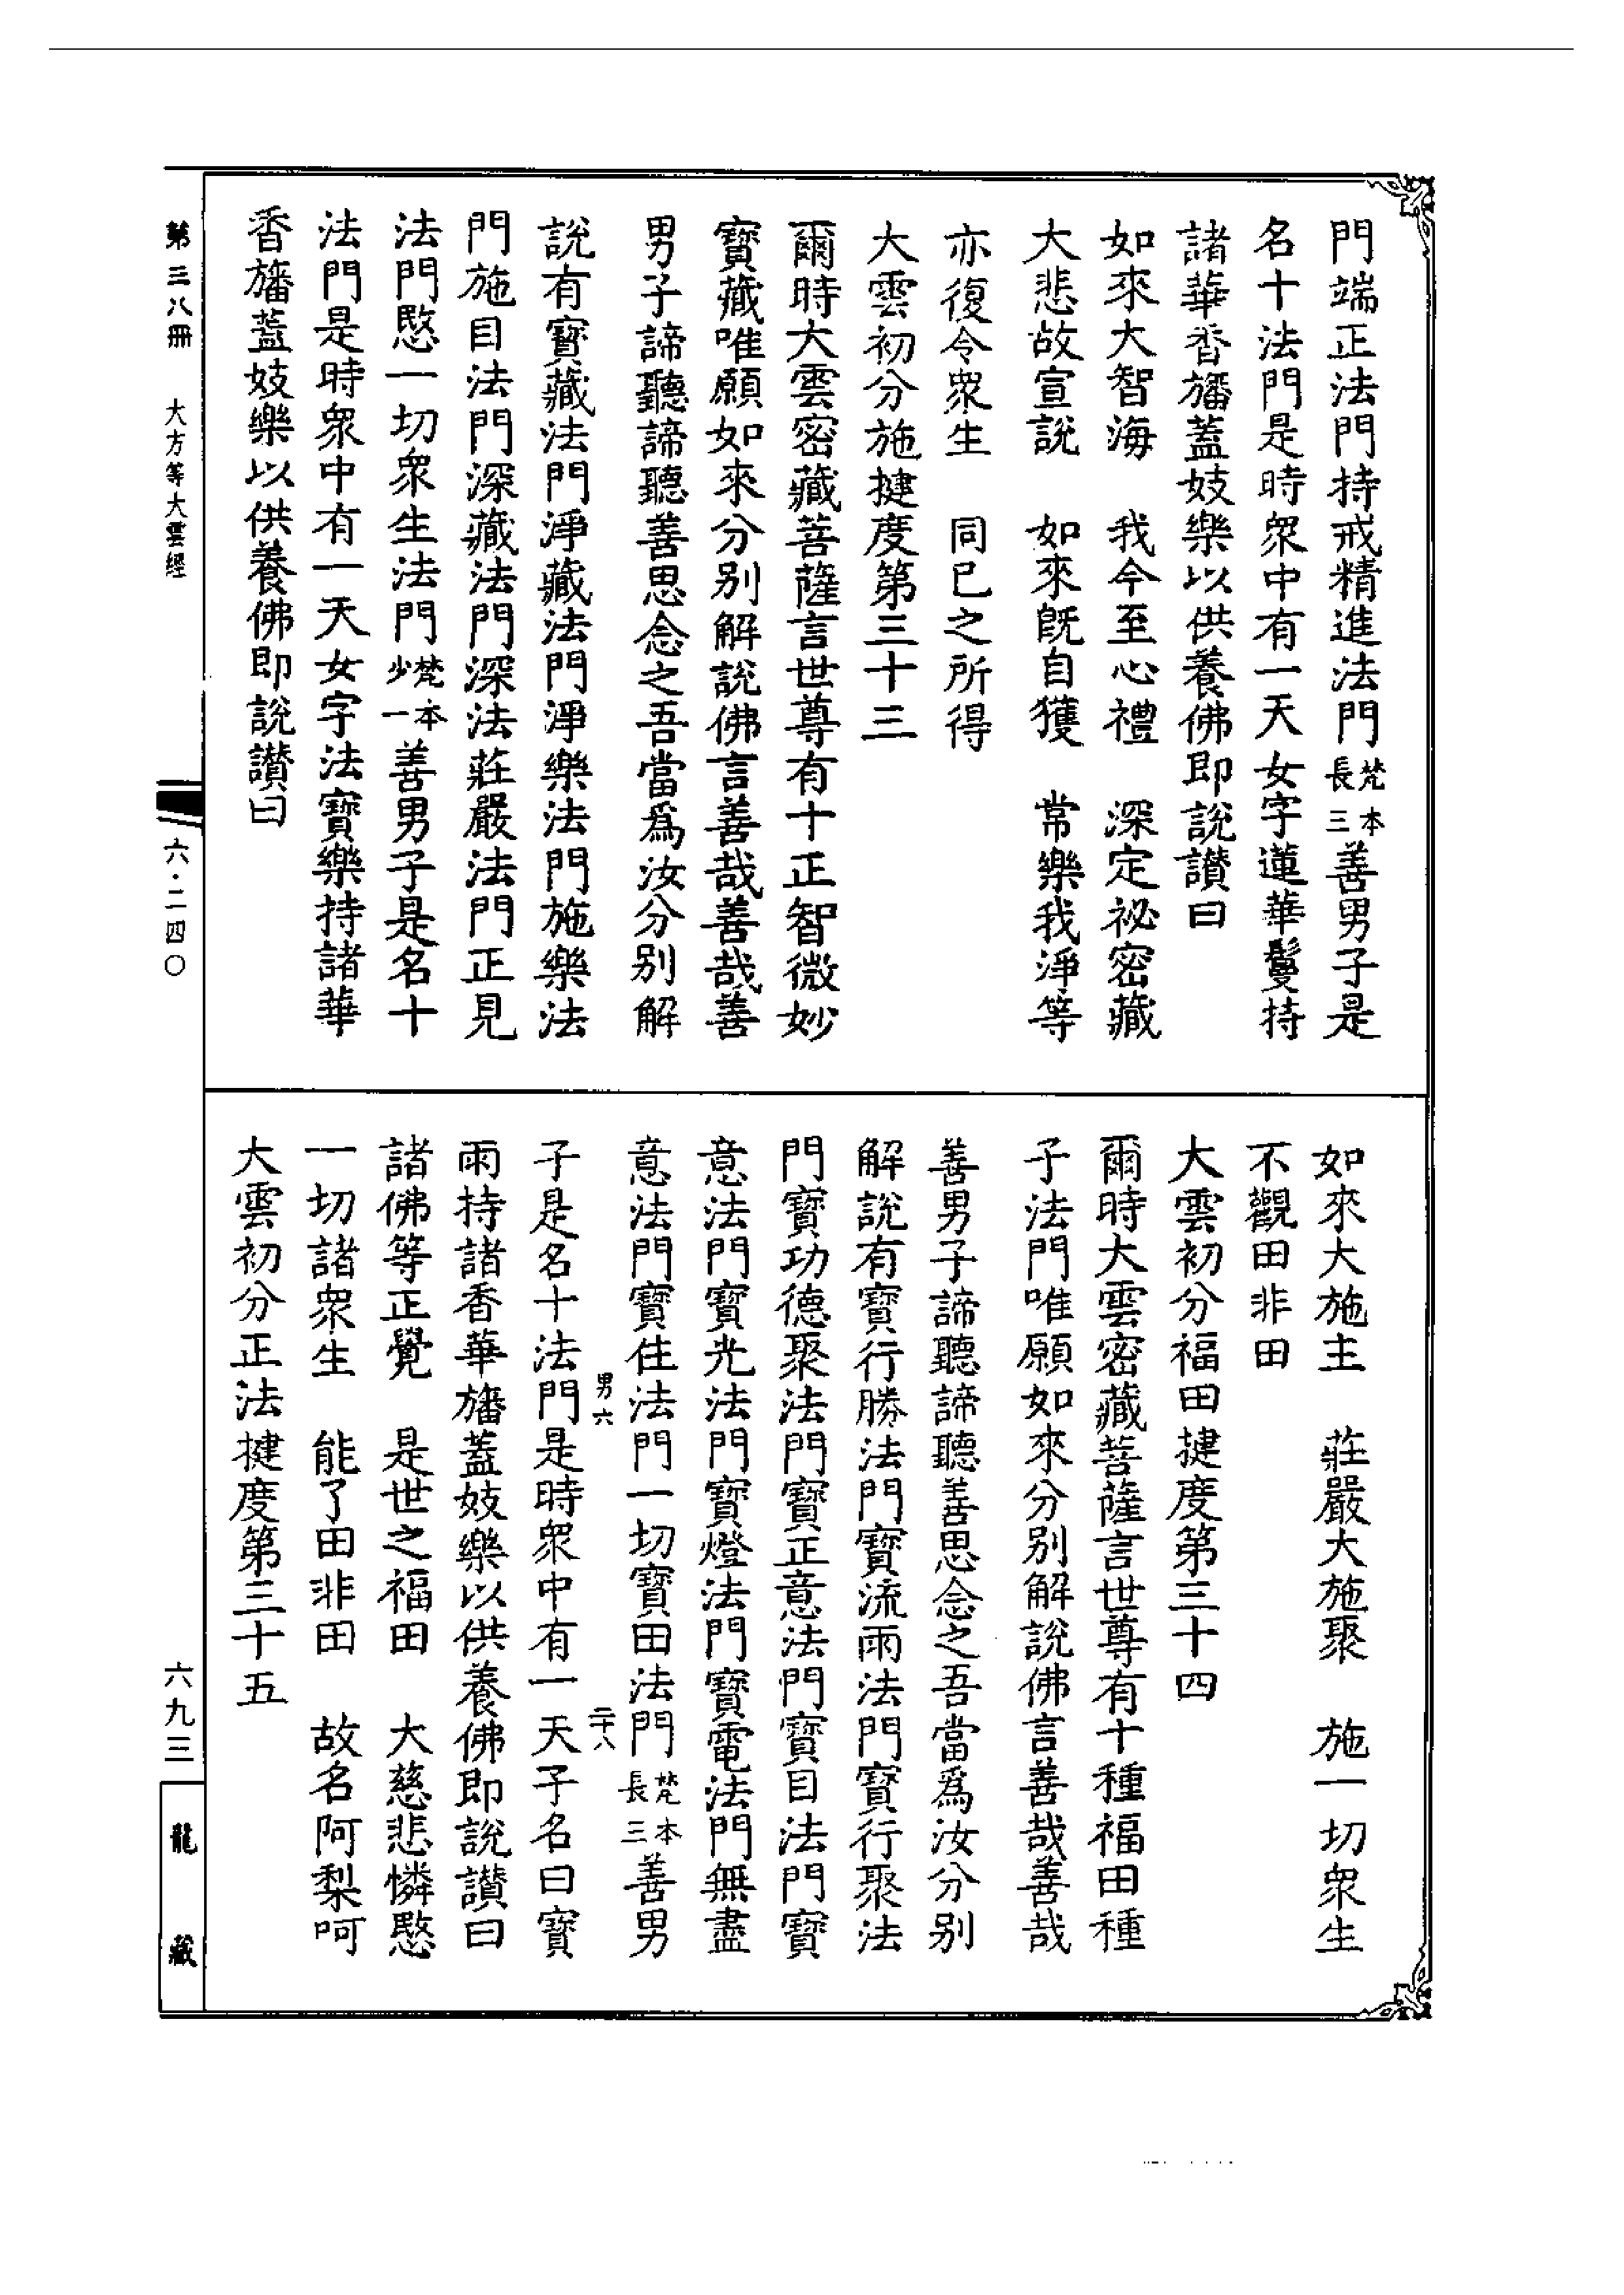 門端正法門持戒精進法門梵本長三善男子是
名十法門是時衆中有一天女字蓮華鬘持
諸華香旛蓋妓樂以供養佛即說讚曰
如來大智海　我今至心禮　深定祕密藏
大悲故宣說　如來旣自獲　常樂我淨等
亦復令衆生　同已之所得
大雲初分施揵度第三十三
爾時大雲密藏菩薩言世尊有十正智微妙
寶藏唯願如來分別解說佛言善哉善哉善
男子諦聽諦聽善思念之吾當爲汝分別解
說有寶藏法門淨藏法門淨樂法門施樂法
門施目法門深藏法門深法莊嚴法門正見
法門愍一切衆生法門梵本少一善男子是名十
法門是時衆中有一天女字法寶樂持諸華
香旛蓋妓樂以供養佛即說讚曰
如來大施主　莊嚴大施聚　施一切衆生
不觀田非田
大雲初分福田揵度第三十四
爾時大雲密藏菩薩言世尊有十種福田種
子法門唯願如來分別解說佛言善哉善哉
善男子諦聽諦聽善思念之吾當爲汝分別
解說有寶行勝法門寶流雨法門寶行聚法
門寶功德聚法門寶正意法門寶目法門寶
意法門寶光法門寶燈法門寶電法門無盡
意法門寶住法門一切寶田法門梵本長三善男
男六　二十八
子是名十法門是時衆中有一天子名曰寶
雨持諸香華旛蓋妓樂以供養佛即說讚曰
諸佛等正覺　是世之福田　大慈悲憐愍
一切諸衆生　能了田非田　故名阿梨呵
大雲初分正法揵度第三十五
第三八冊　大方等大雲經　六·二四〇　六九三　龍藏